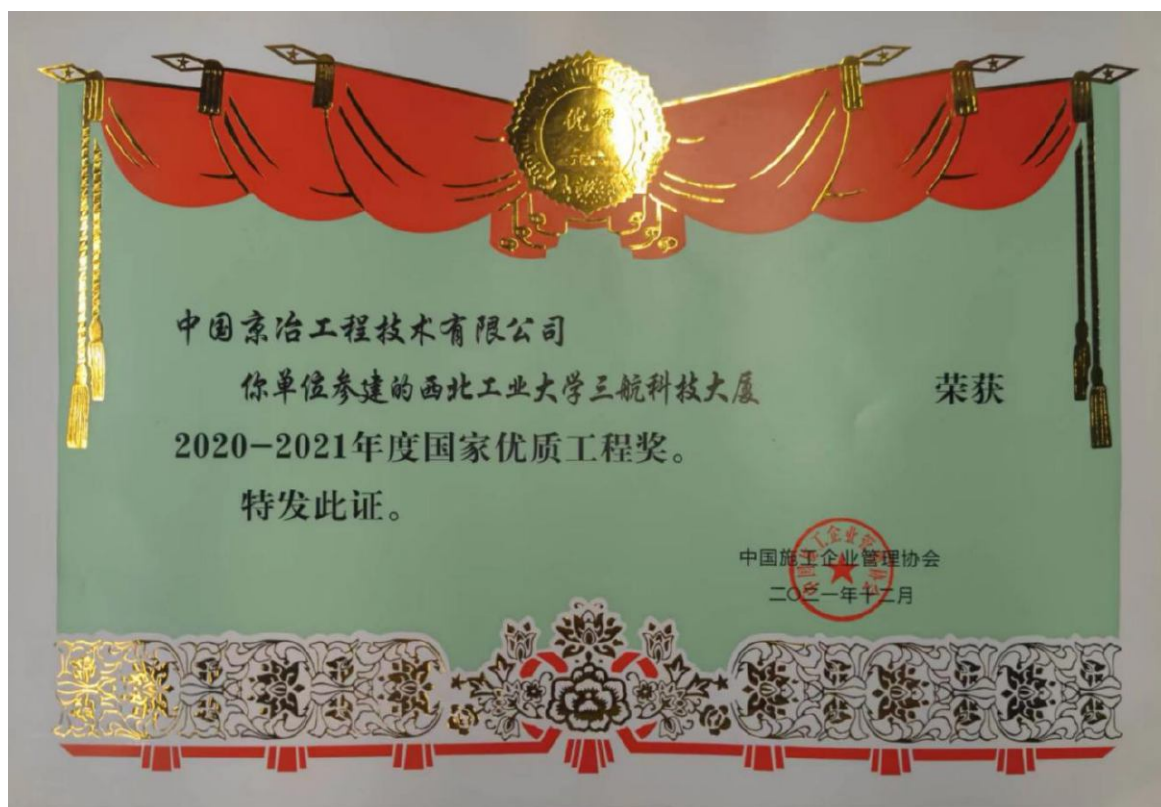 优质
中国京冶工程技术有限公司
你单位参建的西北工业大学三航科技大厦 荣获
2020-2021年度国家优质工程奖。
特发此证。
中国施工企业管理协会
二〇二一年十二月